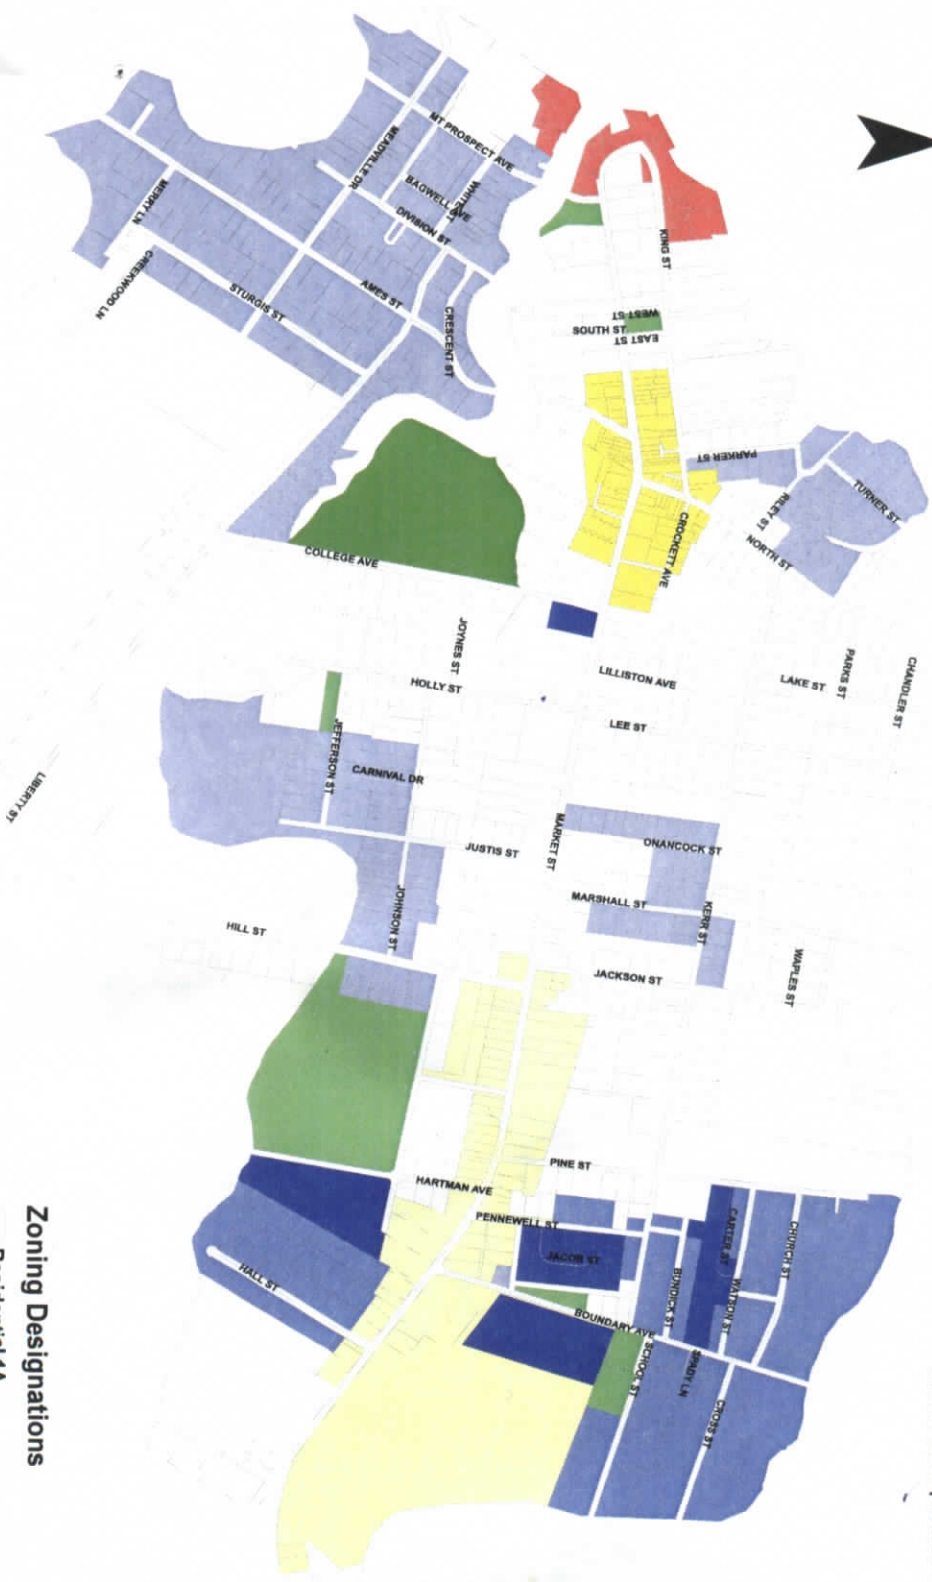 MT PROSPECT AVE
MEADVILLE DR
WHITE ST
BAGWELL AVE
DIVISION ST
MERRY LN
KING ST
CREEKWOOD LN
STURGIS ST
AMES ST
CRESCENT ST
WEST ST
SOUTH ST
EAST ST
PARKER ST
TURNER ST
RILEY ST
NORTH ST
CROCKETT AVE
COLLEGE AVE
JOYNES ST
HOLLY ST
LILLISTON AVE
LAKE ST
PARKS ST
CHANDLER ST
LEE ST
JEFFERSON ST
CARNIVAL DR
LIBERTY ST
JUSTIS ST
MARKET ST
ONANCOCK ST
MARSHALL ST
KERR ST
JOHNSON ST
HILL ST
JACKSON ST
WAPLES ST
PINE ST
HARTMAN AVE
PENNEWELL ST
JACOB ST
CARTER ST
CHURCH ST
BUNDICK ST
WATSON ST
HALL ST
BOUNDARY AVE
SCHOOL ST
SPADY LN
CROSS ST
Zoning Designations